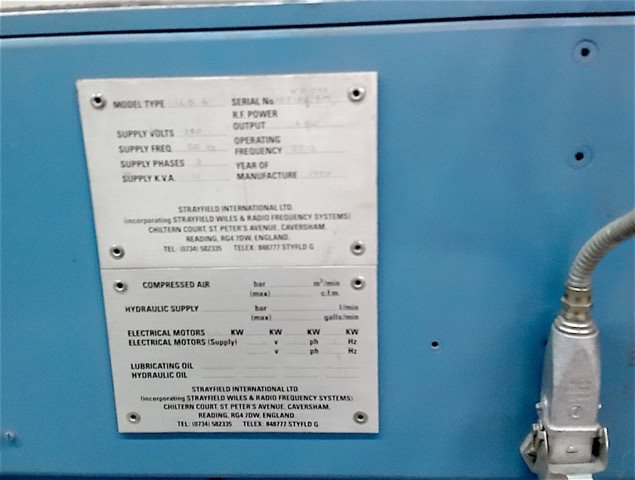 MODEL TYPE SERIAL No
R.F. POWER
OUTPUT
SUPPLY VOLTS 380
SUPPLY FREQ. 50 Hz OPERATING
FREQUENCY
SUPPLY PHASES 3 YEAR OF
SUPPLY K.V.A. MANUFACTURE
STRAYFIELD INTERNATIONAL LTD.
(incorporating STRAYFIELD WILES & RADIO FREQUENCY SYSTEMS)
CHILTERN COURT, ST. PETER'S AVENUE, CAVERSHAM,
READING, RG4 7DW, ENGLAND.
TEL: (0734) 582335 TELEX: 848777 STYFLD G
COMPRESSED AIR bar m³/min
(max) c.f.m.
HYDRAULIC SUPPLY bar l/min
(max) galls/min
ELECTRICAL MOTORS KW KW KW KW
ELECTRICAL MOTORS (Supply) v ph Hz
v ph Hz
LUBRICATING OIL
HYDRAULIC OIL
STRAYFIELD INTERNATIONAL LTD
(incorporating STRAYFIELD WILES & RADIO FREQUENCY SYSTEMS)
CHILTERN COURT, ST. PETER'S AVENUE, CAVERSHAM,
READING, RG4 7DW, ENGLAND
TEL: (0734) 582335 TELEX: 848777 STYFLD G